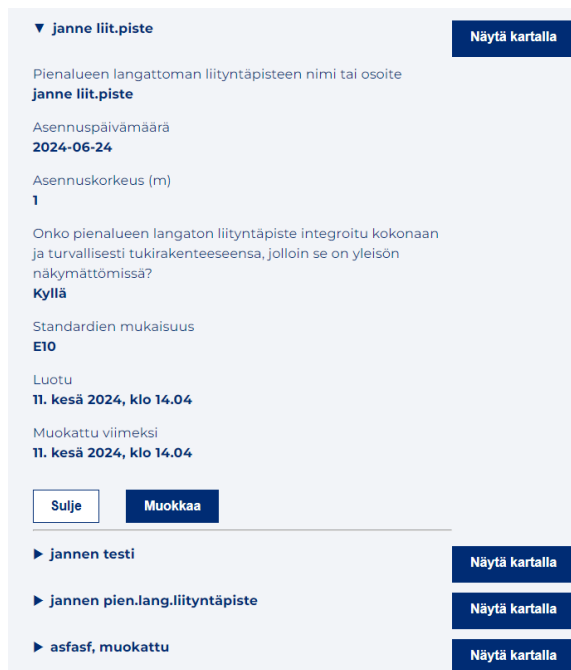 ▼ janne liit.piste
Näytä kartalla
Pienalueen langattoman liityntäpisteen nimi tai osoite
janne liit.piste
Asennuspäivämäärä
2024-06-24
Asennuskorkeus (m)
1
Onko pienalueen langaton liityntäpiste integroitu kokonaan
ja turvallisesti tukirakenteeseensa, jolloin se on yleisön
näkymättömissä?
Kyllä
Standardien mukaisuus
E10
Luotu
11. kesä 2024, klo 14.04
Muokattu viimeksi
11. kesä 2024, klo 14.04
Sulje
Muokkaa
▶ jannen testi
Näytä kartalla
▶ jannen pien.lang.liityntäpiste
Näytä kartalla
▶ asfasf, muokattu
Näytä kartalla